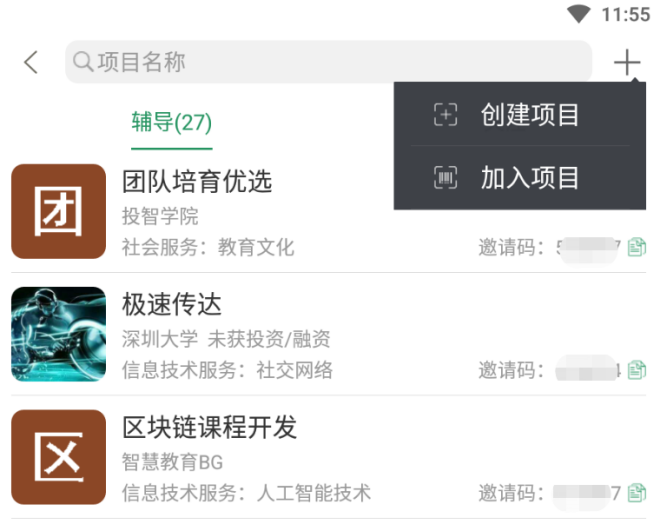 11:55
项目名称
辅导(27)
创建项目
加入项目
团
团队培育优选
投智学院
社会服务：教育文化
邀请码：
极速传达
深圳大学 未获投资/融资
信息技术服务：社交网络
邀请码：
区
区块链课程开发
智慧教育BG
信息技术服务：人工智能技术
邀请码：